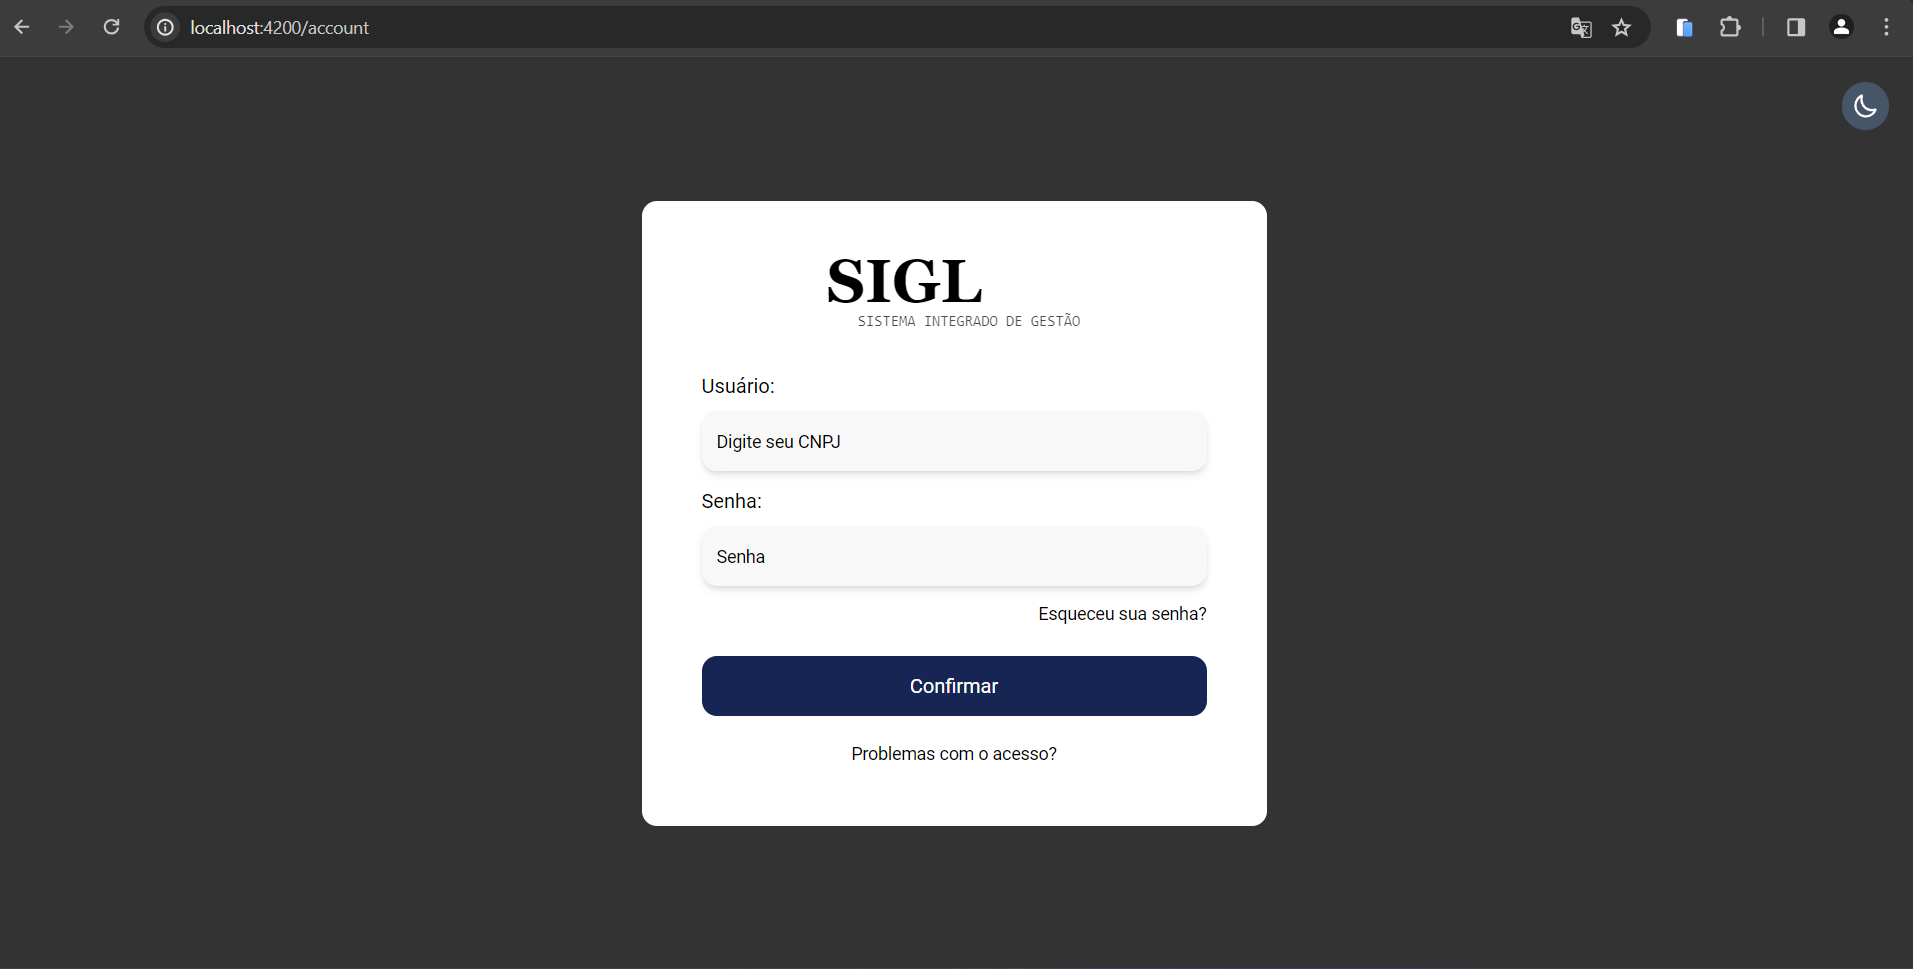 localhost:4200/account
SIGL
SISTEMA INTEGRADO DE GESTÃO
Usuário:
Digite seu CNPJ
Senha:
Senha
Esqueceu sua senha?
Confirmar
Problemas com o acesso?